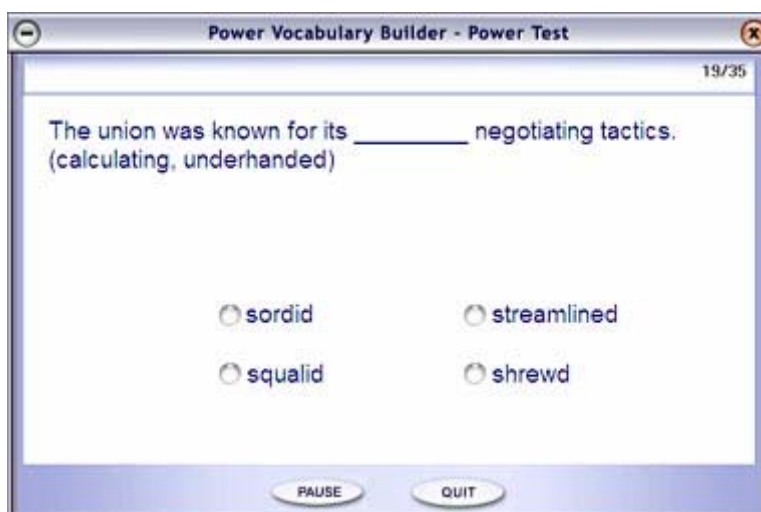 Power Vocabulary Builder - Power Test
19/35
The union was known for its _________ negotiating tactics.
(calculating, underhanded)
sordid streamlined
squalid shrewd
PAUSE QUIT